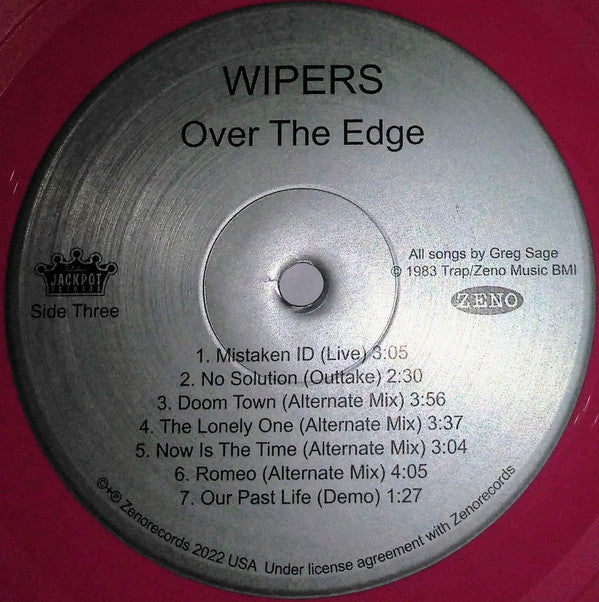 WIPERS
Over The Edge
JACKPOT
RECORDS
Side Three
All songs by Greg Sage
© 1983 Trap/Zeno Music BMI
ZENO
1. Mistaken ID (Live) 3:05
2. No Solution (Outtake) 2:30
3. Doom Town (Alternate Mix) 3:56
4. The Lonely One (Alternate Mix) 3:37
5. Now Is The Time (Alternate Mix) 3:04
6. Romeo (Alternate Mix) 4:05
7. Our Past Life (Demo) 1:27
©+℗ Zenorecords 2022 USA Under license agreement with Zenorecords